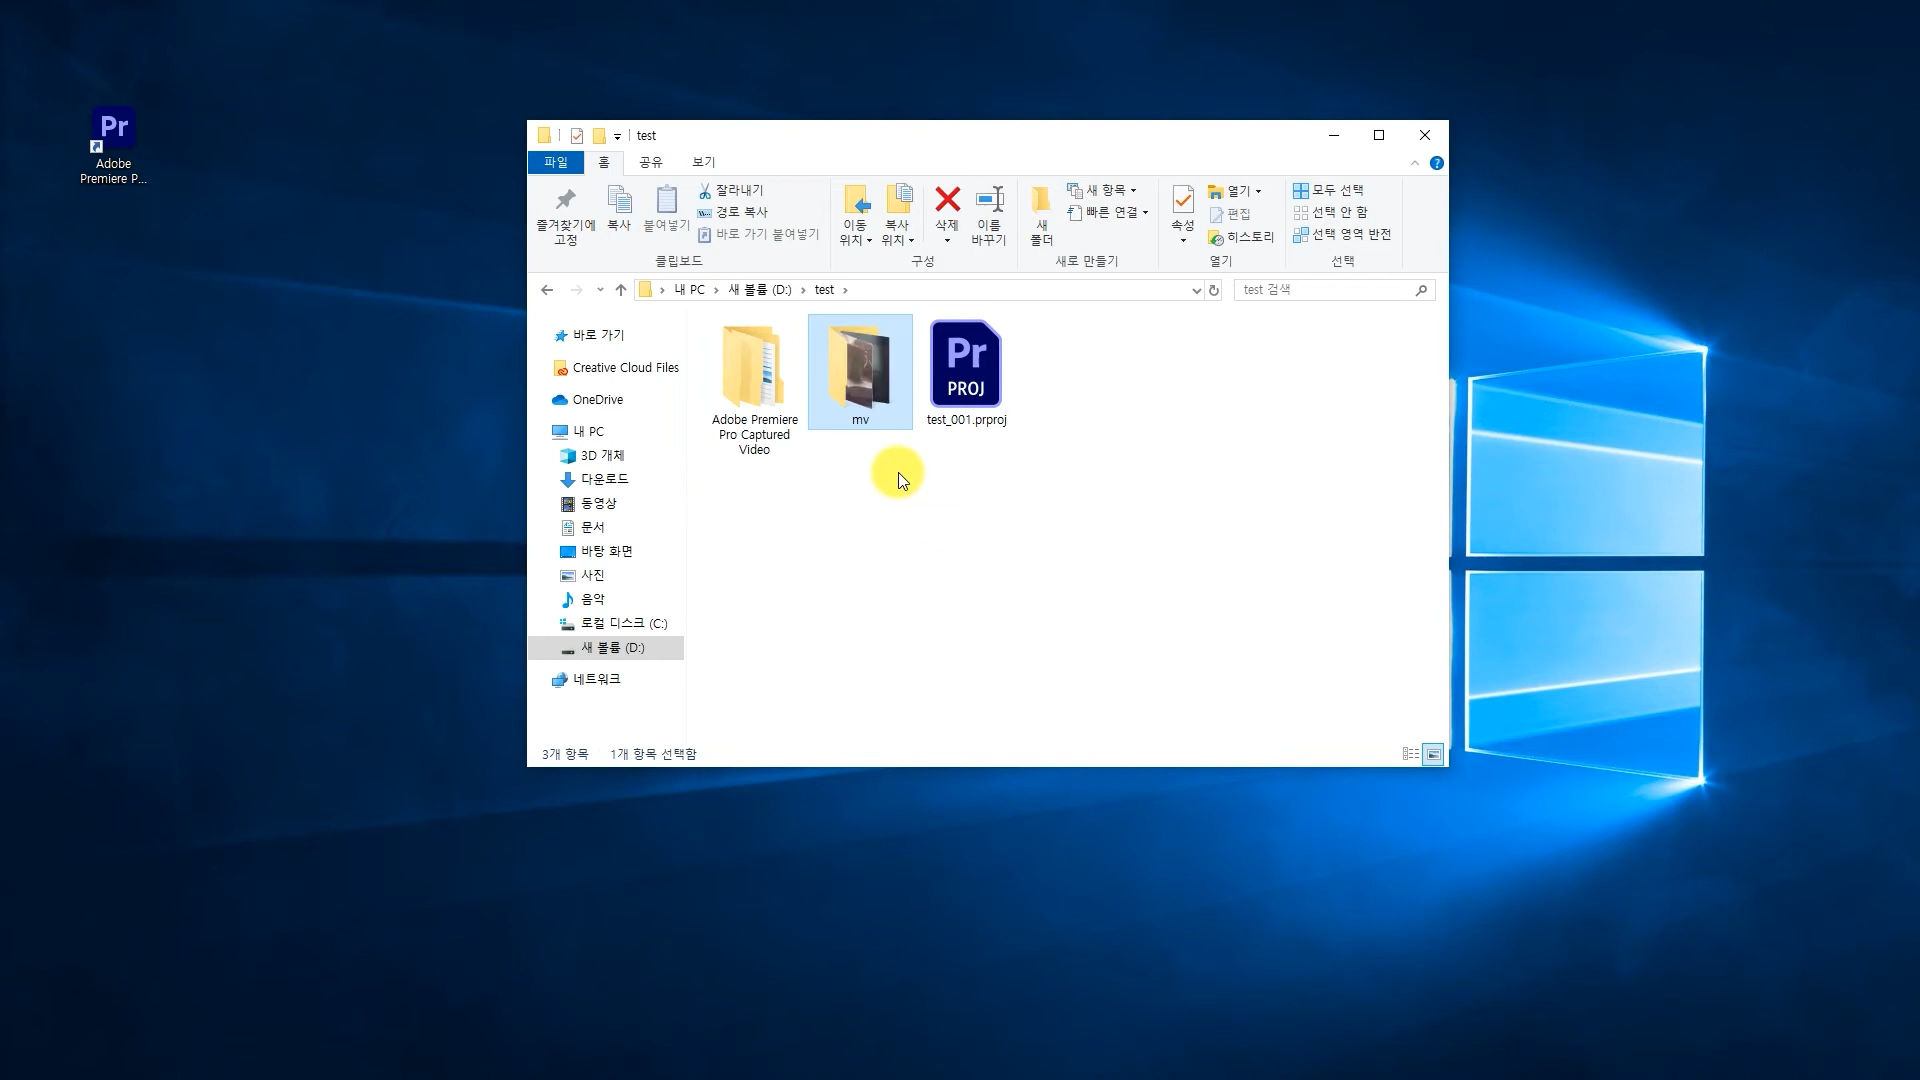 Pr
Adobe
Premiere P...
test
파일
홈
공유
보기
즐겨찾기에
고정
복사
붙여넣기
잘라내기
경로 복사
바로 가기 붙여넣기
클립보드
이동
위치
복사
위치
삭제
이름
바꾸기
구성
새
폴더
새 항목
빠른 연결
새로 만들기
속성
열기
편집
히스토리
열기
모두 선택
선택 안 함
선택 영역 반전
선택
내 PC
새 볼륨 (D:)
test
test 검색
바로 가기
Creative Cloud Files
OneDrive
내 PC
3D 개체
다운로드
동영상
문서
바탕 화면
사진
음악
로컬 디스크 (C:)
새 볼륨 (D:)
네트워크
Adobe Premiere
Pro Captured
Video
mv
Pr
PROJ
test_001.prproj
3개 항목
1개 항목 선택함